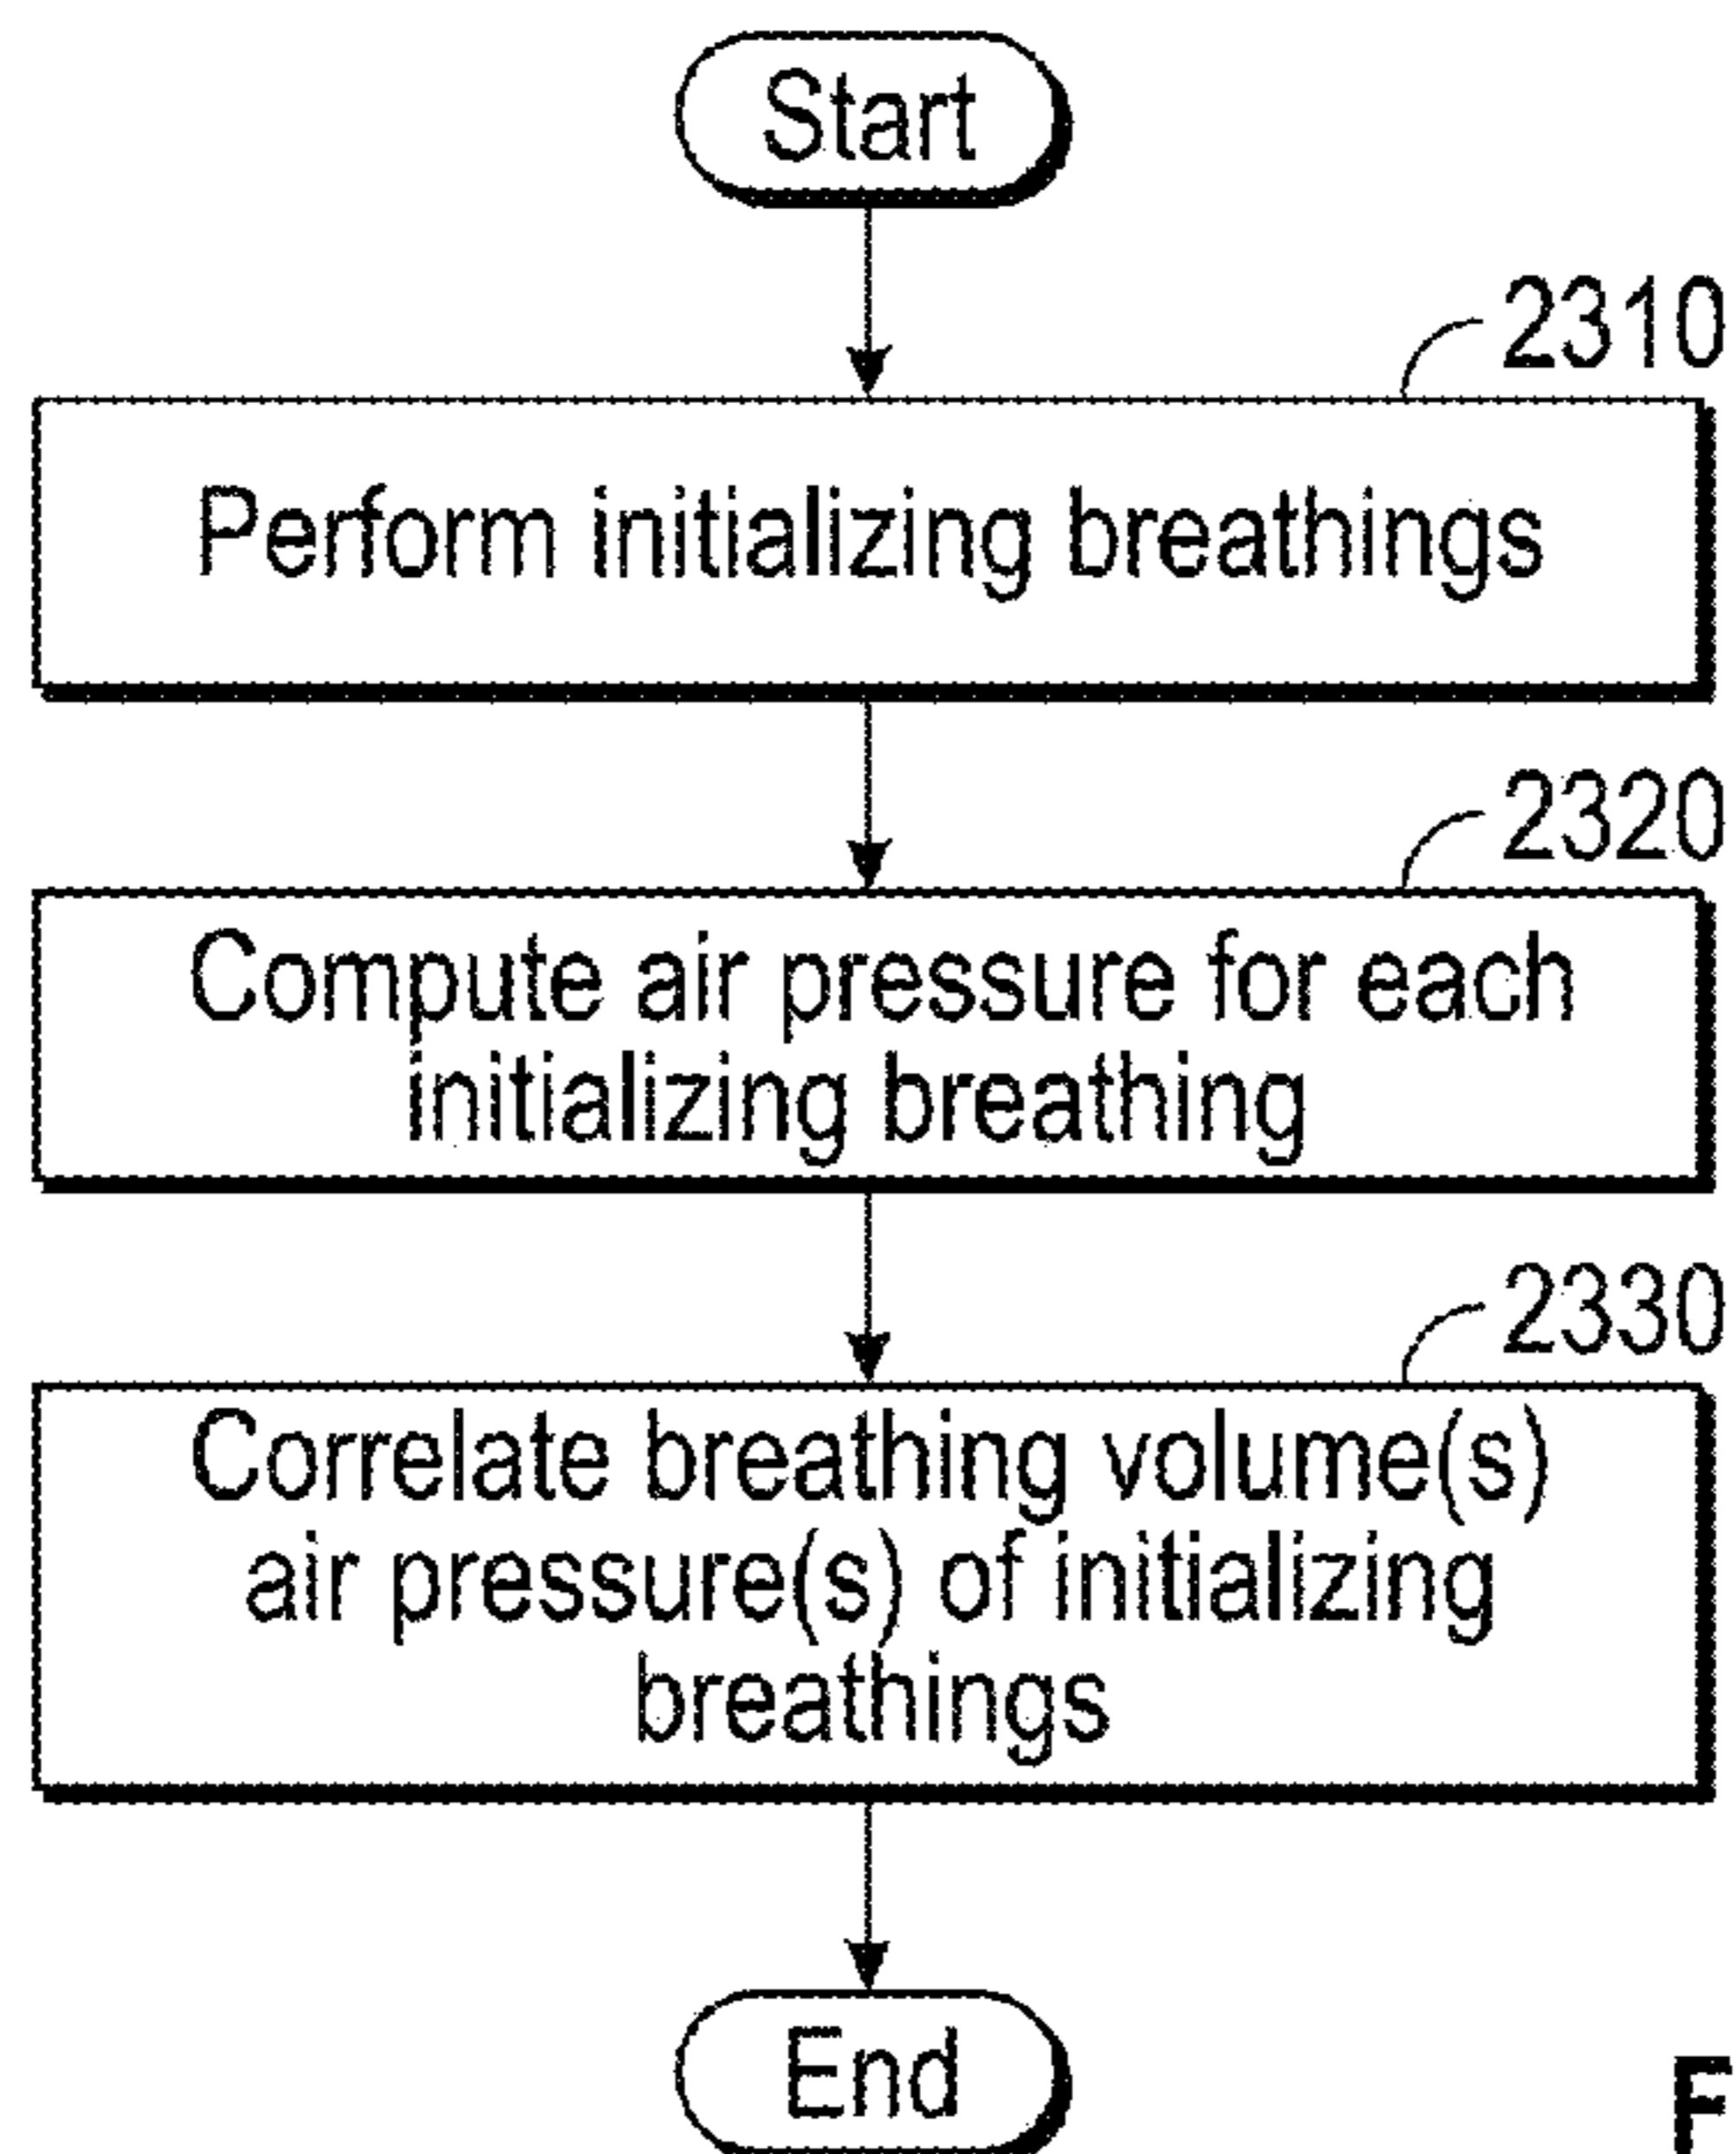 Start
2310
Perform initializing breathings
2320
Compute air pressure for each
initializing breathing
2330
Correlate breathing volume(s)
air pressure(s) of initializing
breathings
End
F